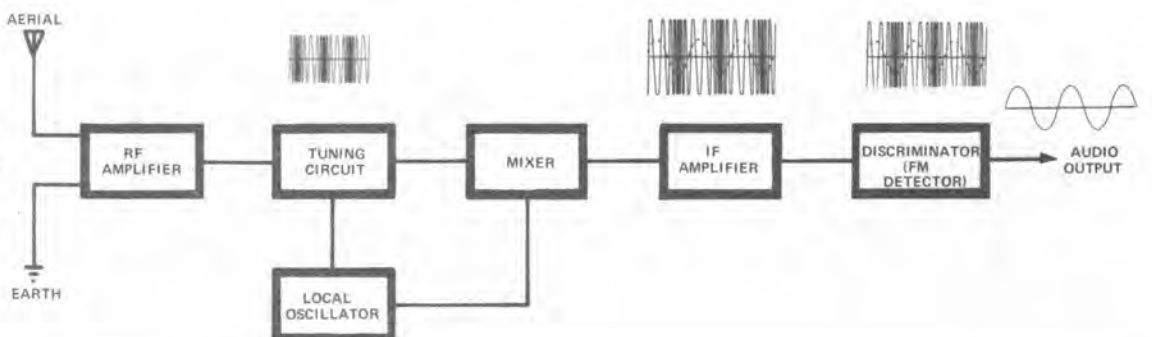 AERIAL
RF
AMPLIFIER
TUNING
CIRCUIT
MIXER
IF
AMPLIFIER
DISCRIMINATOR
(FM
DETECTOR)
AUDIO
OUTPUT
EARTH
LOCAL
OSCILLATOR